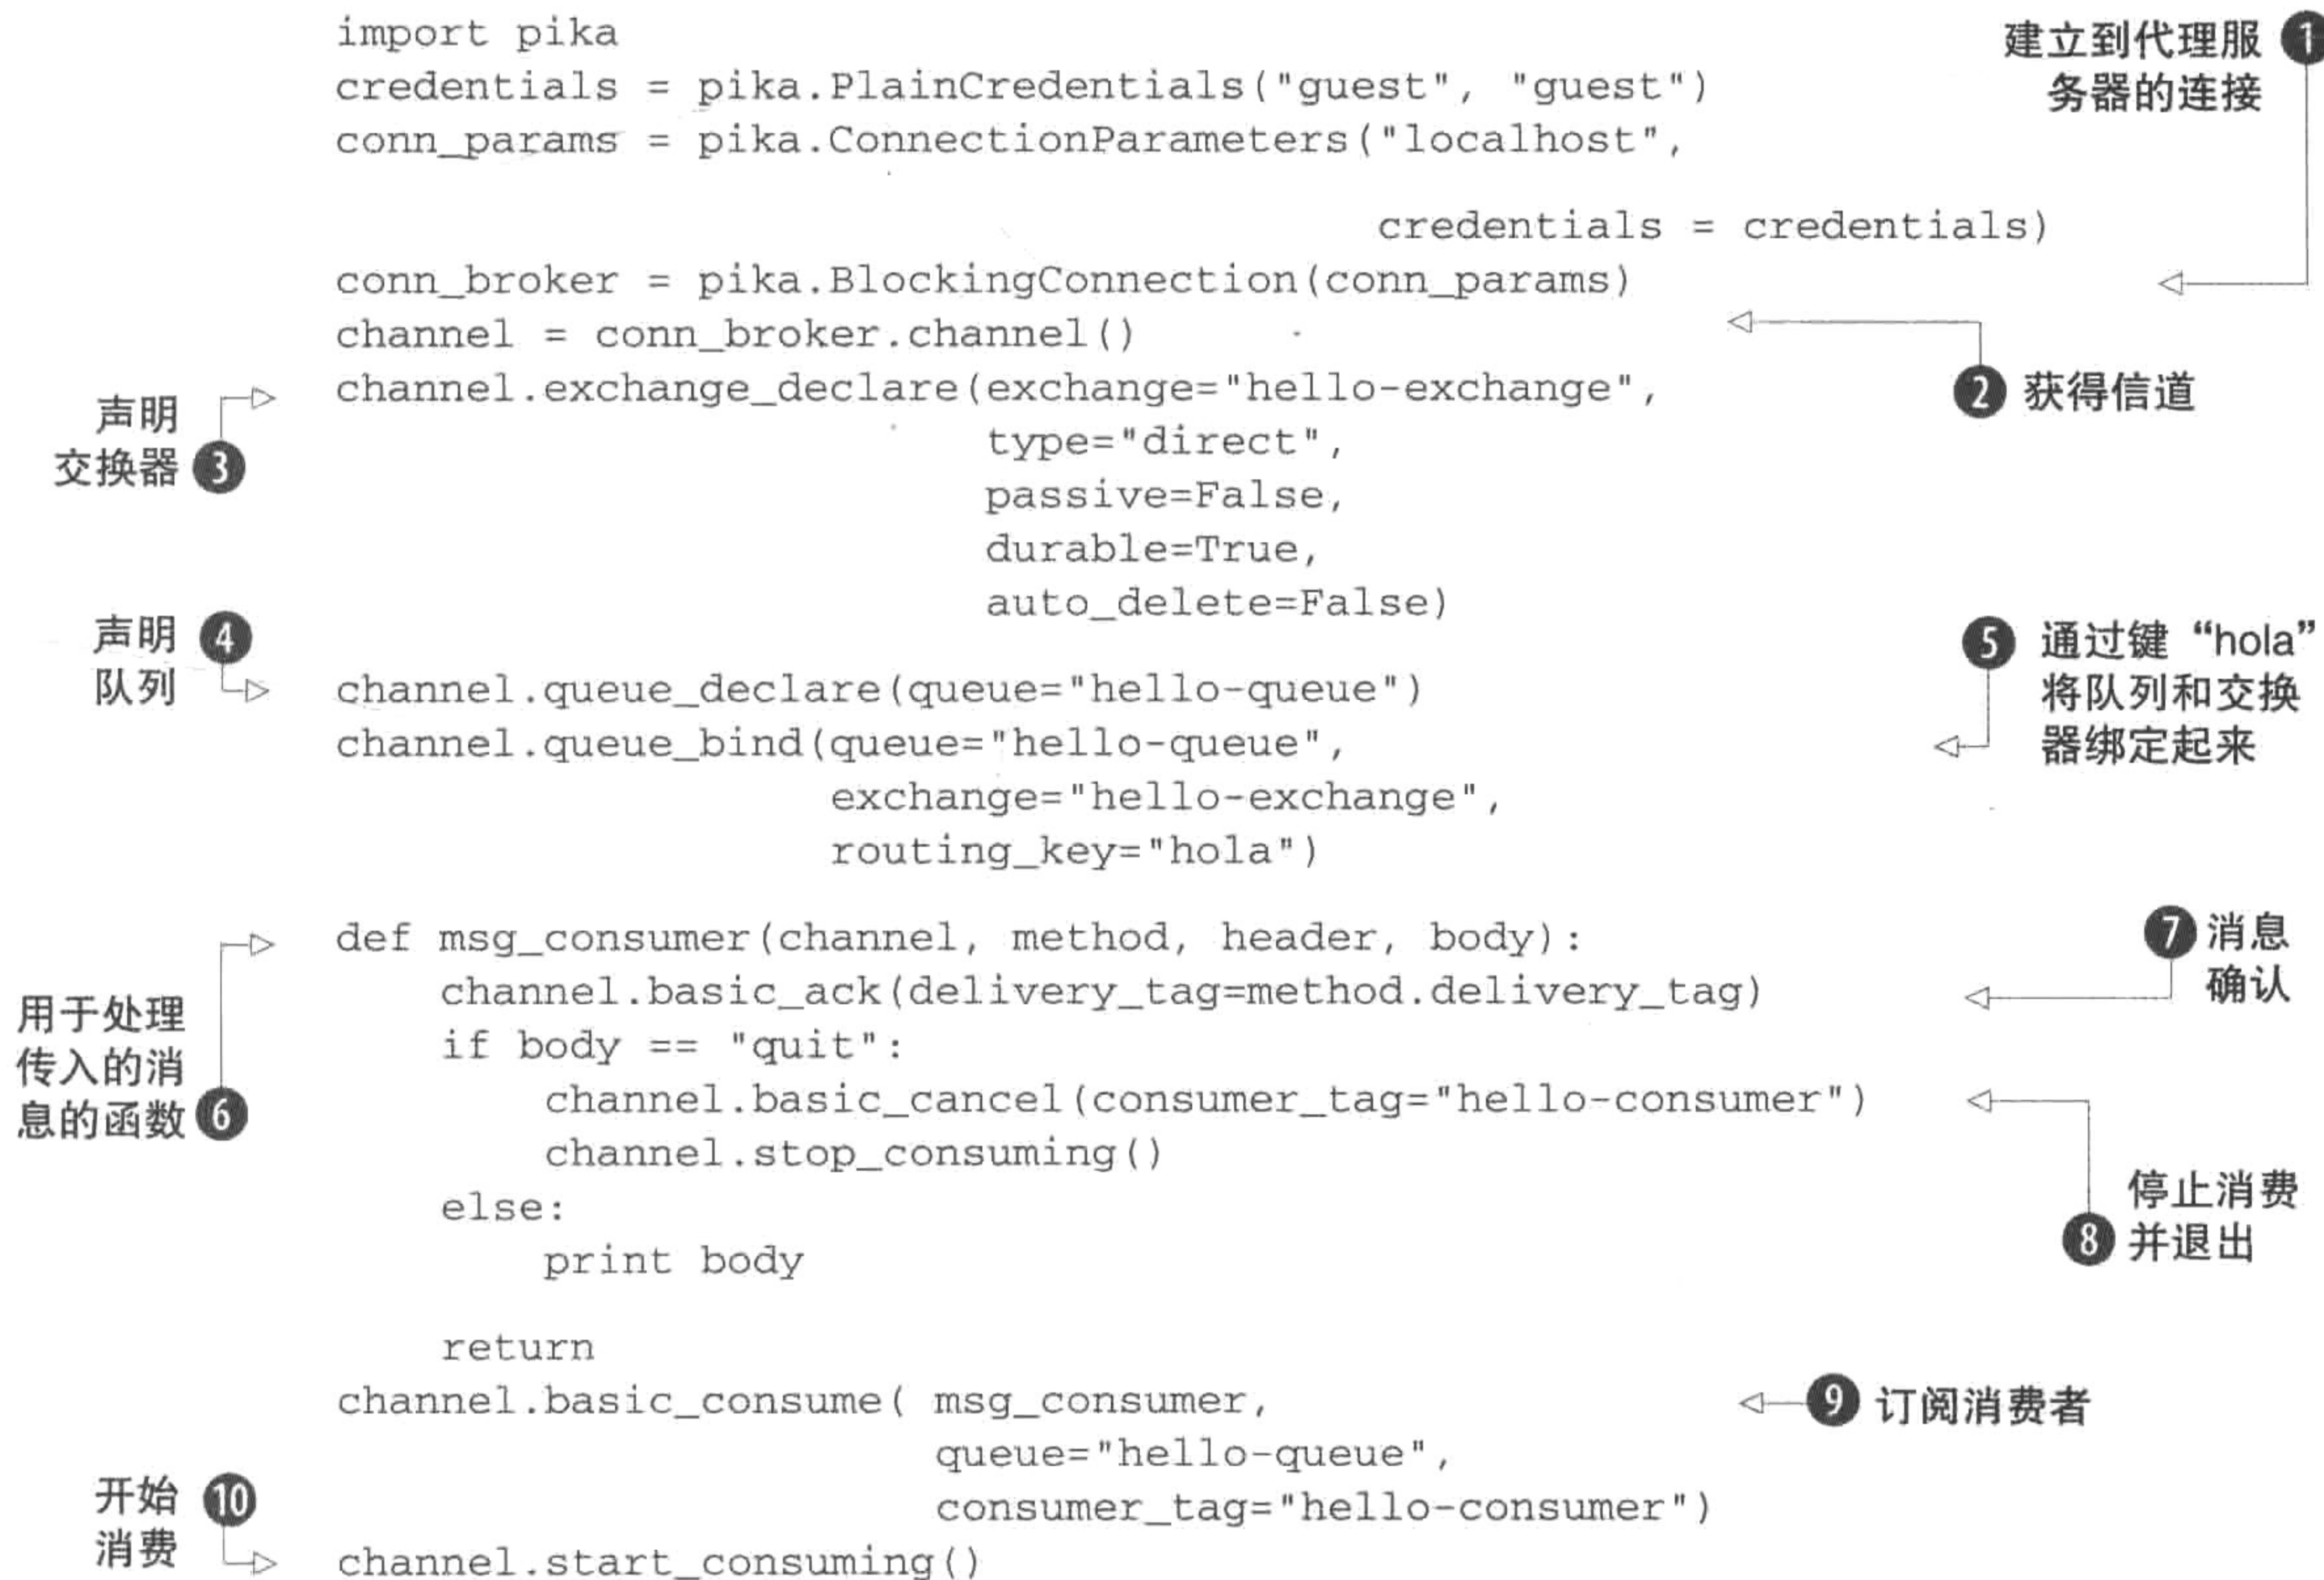 import pika
建立到代理服 1
务器的连接
credentials = pika.PlainCredentials("guest", "guest")
conn_params = pika.ConnectionParameters("localhost",
credentials = credentials)
conn_broker = pika.BlockingConnection(conn_params)
channel = conn_broker.channel()
2 获得信道
声明
交换器 3
channel.exchange_declare(exchange="hello-exchange",
type="direct",
passive=False,
durable=True,
auto_delete=False)
声明 4
队列
channel.queue_declare(queue="hello-queue")
5 通过键“hola”
将队列和交换
器绑定起来
channel.queue_bind(queue="hello-queue",
exchange="hello-exchange",
routing_key="hola")
用于处理
传入的消
息的函数 6
def msg_consumer(channel, method, header, body):
7 消息
确认
channel.basic_ack(delivery_tag=method.delivery_tag)
if body == "quit":
channel.basic_cancel(consumer_tag="hello-consumer")
channel.stop_consuming()
停止消费
8 并退出
else:
print body
return
channel.basic_consume( msg_consumer,
9 订阅消费者
queue="hello-queue",
consumer_tag="hello-consumer")
开始 10
消费
channel.start_consuming()